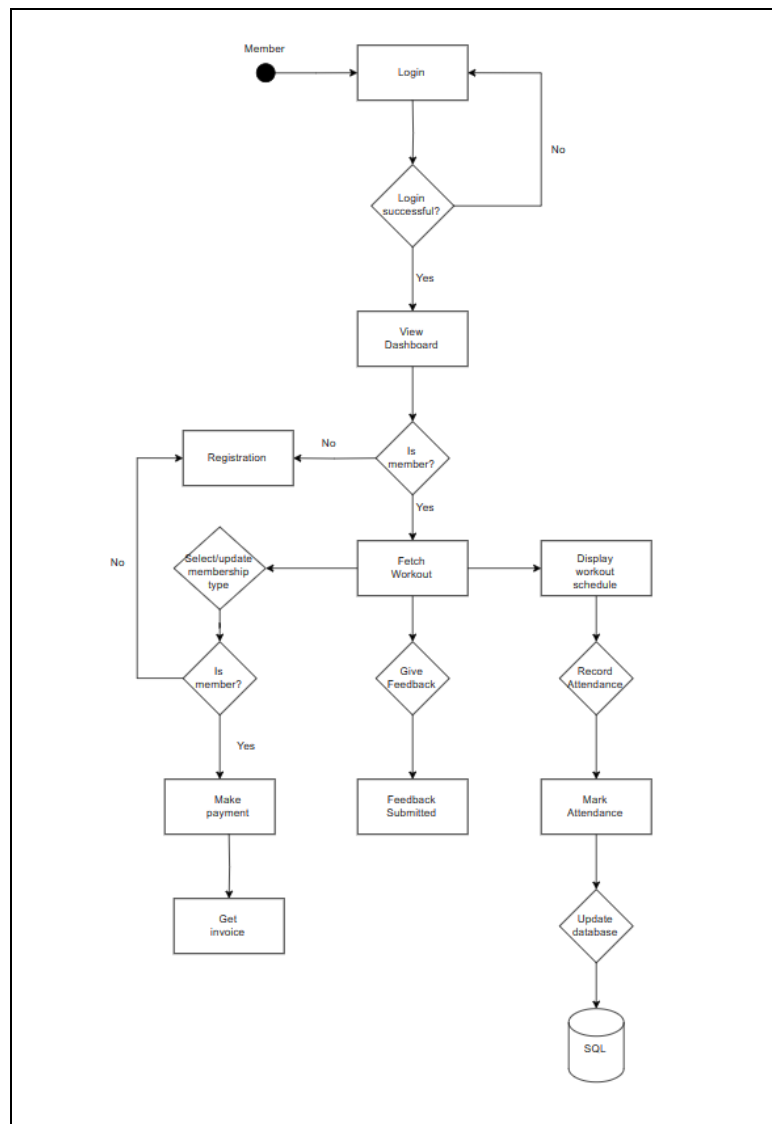 Member
Login
No
Login
successful?
Yes
View
Dashboard
No
Registration
Is
member?
Yes
No
Select/update
membership
type
Fetch
Workout
Display
workout
schedule
Is
member?
Give
Feedback
Record
Attendance
Yes
Make
payment
Feedback
Submitted
Mark
Attendance
Get
invoice
Update
database
SQL